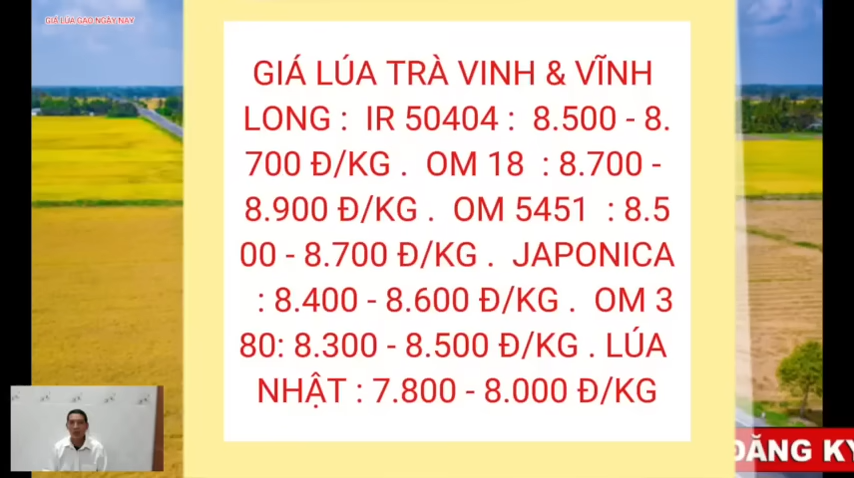 GIÁ LÚA GẠO NGÀY NAY
GIÁ LÚA TRÀ VINH & VĨNH
LONG : IR 50404 : 8.500 - 8.
700 Đ/KG . OM 18 : 8.700 -
8.900 Đ/KG . OM 5451 : 8.5
00 - 8.700 Đ/KG . JAPONICA
: 8.400 - 8.600 Đ/KG . OM 3
80: 8.300 - 8.500 Đ/KG . LÚA
NHẬT : 7.800 - 8.000 Đ/KG
ĐĂNG KÝ